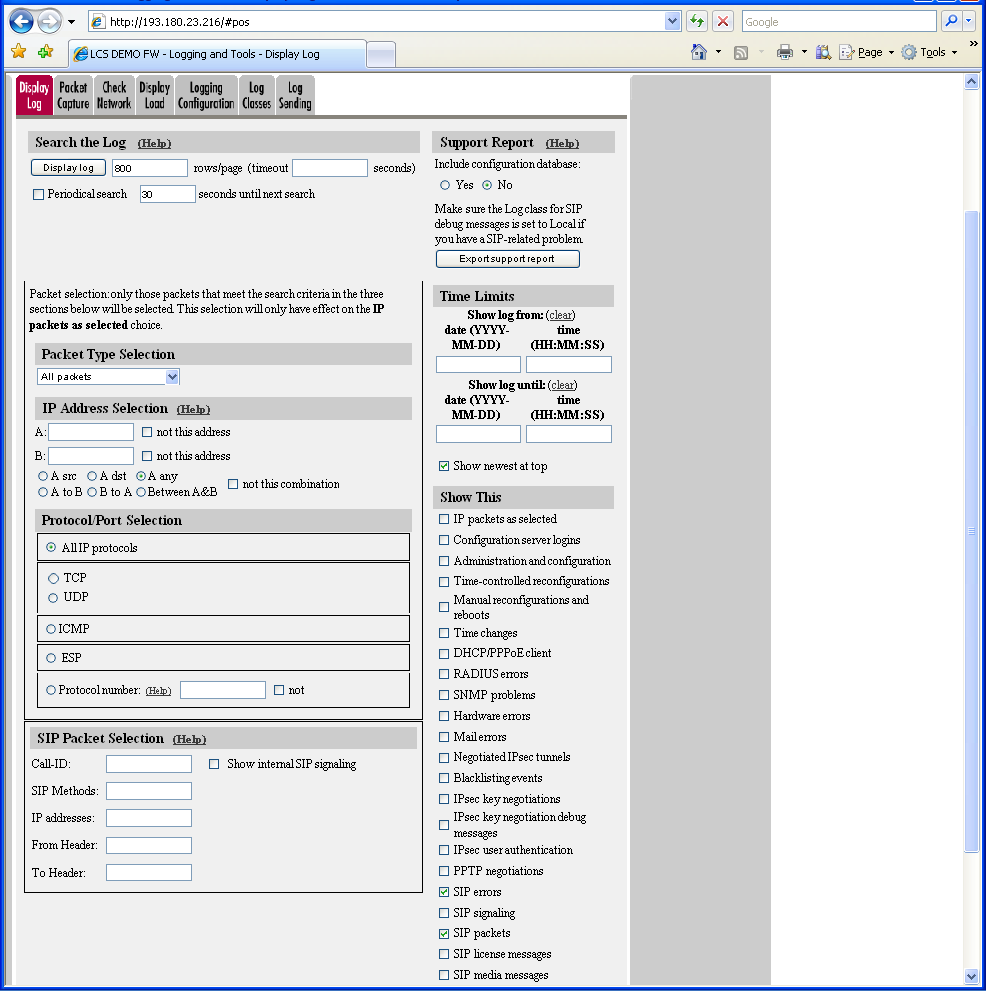 http://193.180.23.216/#pos
Google
LCS DEMO FW - Logging and Tools - Display Log
Page
Tools
Display Log
Packet Capture
Check Network
Display Load
Logging Configuration
Log Classes
Log Sending
Search the Log (Help)
Display log 800 rows/page (timeout seconds)
Periodical search 30 seconds until next search
Packet selection: only those packets that meet the search criteria in the three
sections below will be selected. This selection will only have effect on the IP
packets as selected choice.
Packet Type Selection
All packets
IP Address Selection (Help)
A: not this address
B: not this address
A src A dst A any
A to B B to A Between A&B
not this combination
Protocol/Port Selection
All IP protocols
TCP
UDP
ICMP
ESP
Protocol number: (Help) not
SIP Packet Selection (Help)
Call-ID: Show internal SIP signaling
SIP Methods:
IP addresses:
From Header:
To Header:
Support Report (Help)
Include configuration database:
Yes No
Make sure the Log class for SIP
debug messages is set to Local if
you have a SIP-related problem.
Export support report
Time Limits
Show log from: (clear)
date (YYYY-MM-DD) time (HH:MM:SS)
Show log until: (clear)
date (YYYY-MM-DD) time (HH:MM:SS)
Show newest at top
Show This
IP packets as selected
Configuration server logins
Administration and configuration
Time-controlled reconfigurations
Manual reconfigurations and
reboots
Time changes
DHCP/PPPoE client
RADIUS errors
SNMP problems
Hardware errors
Mail errors
Negotiated IPsec tunnels
Blacklisting events
IPsec key negotiations
IPsec key negotiation debug
messages
IPsec user authentication
PPTP negotiations
SIP errors
SIP signaling
SIP packets
SIP license messages
SIP media messages